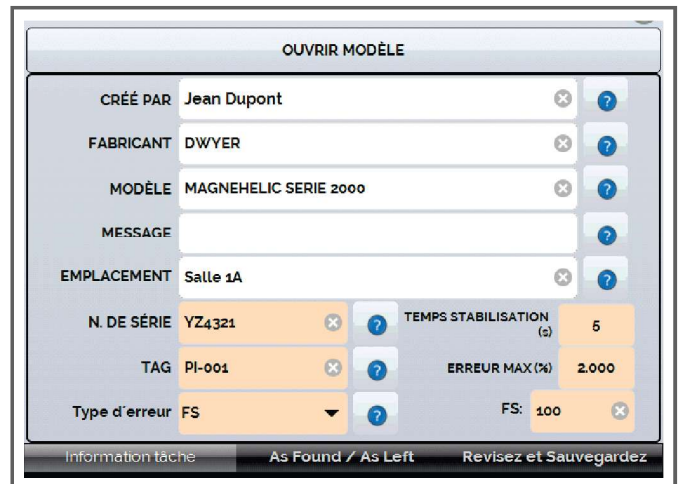 OUVRIR MODÈLE
CRÉÉ PAR Jean Dupont
FABRICANT DWYER
MODÈLE MAGNEHELIC SERIE 2000
MESSAGE
EMPLACEMENT Salle 1A
N. DE SÉRIE YZ4321 TEMPS STABILISATION (s) 5
TAG PI-001 ERREUR MAX (%) 2.000
Type d´erreur FS FS: 100
Information tâche As Found / As Left Revisez et Sauvegardez